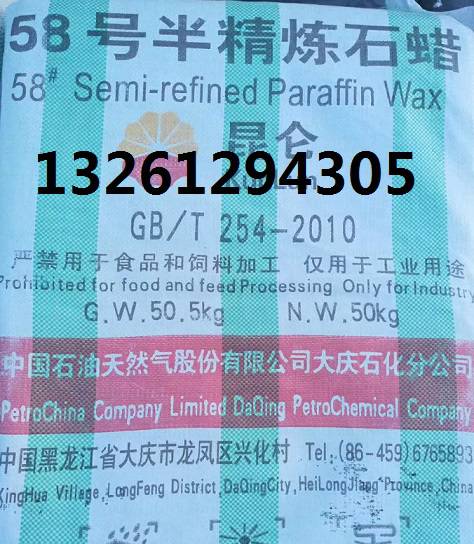 58号半精炼石蜡
58# Semi-refined Paraffin Wax
昆仑
13261294305
GB/T 254-2010
严禁用于食品和饲料加工 仅用于工业用途
Prohibited for food and feed Processing Only for Industry
G.W.50.5kg N.W.50kg
中国石油天然气股份有限公司大庆石化分公司
PetroChina Company Limited DaQing PetroChemical Company
中国黑龙江省大庆市龙凤区兴化村 Tel:(86-459)6765893
XingHua Village,LongFeng District,DaQingCity,HeiLongJiang Province,China